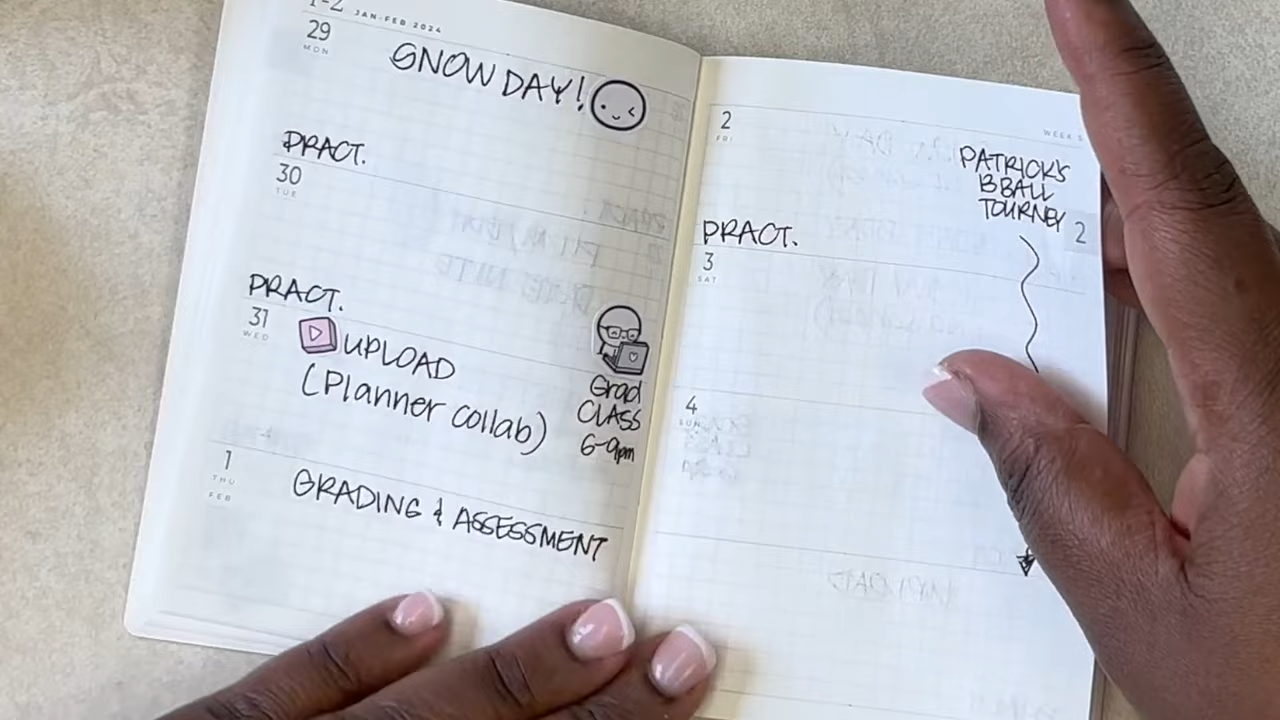 1-2 JAN-FEB 2024
29
MON
SNOW DAY!
PRACT.
30
TUE
PRACT.
31
WED
UPLOAD
(Planner collab)
Grad
CLASS
6-9pm
1
THU
FEB
GRADING & ASSESSMENT
2
FRI
WEEK 5
PATRICK'S
BBALL
TOURNEY
2
PRACT.
3
SAT
4
SUN